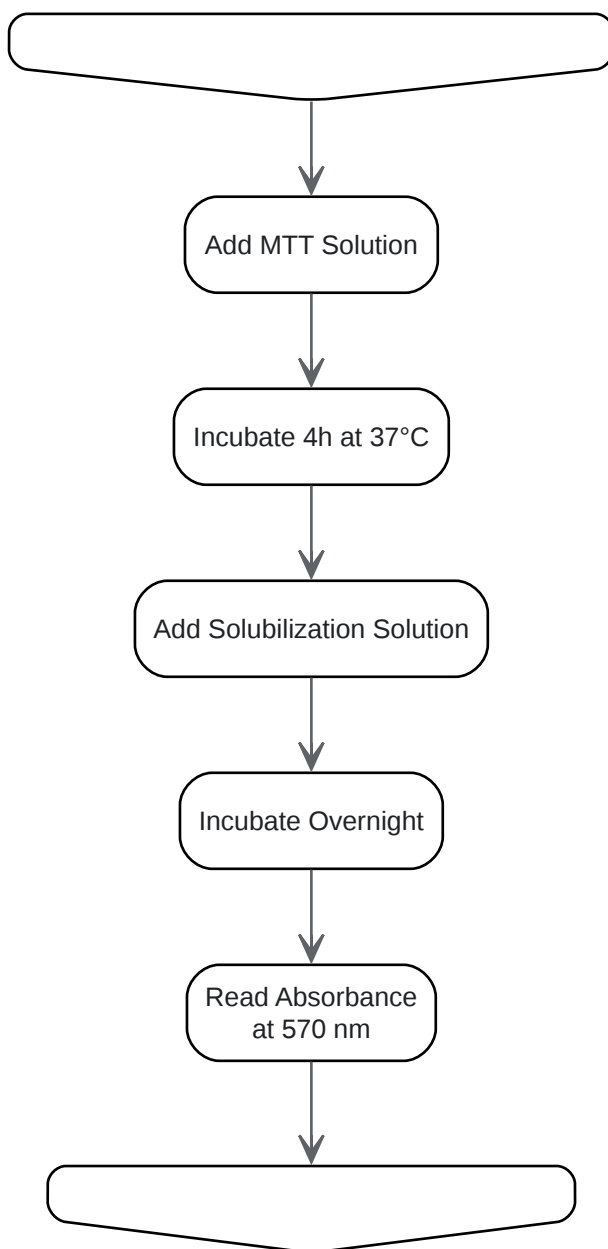 Add MTT Solution
Incubate 4h at 37°C
Add Solubilization Solution
Incubate Overnight
Read Absorbance
at 570 nm